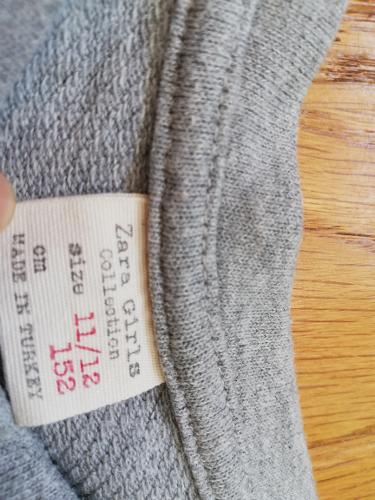 Zara Girls
Collection
size 11/12
cm 152
MADE IN TURKEY